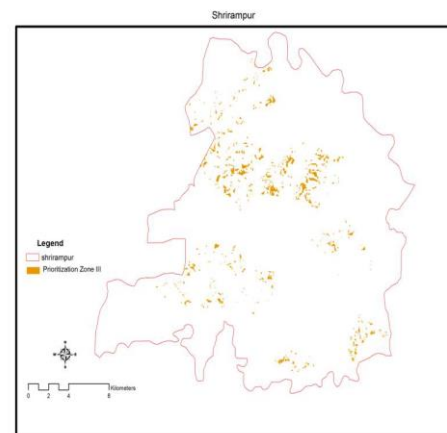 Shrirampur
Legend
shrirampur
Prioritization Zone III
Kilometers
0 2 4 8